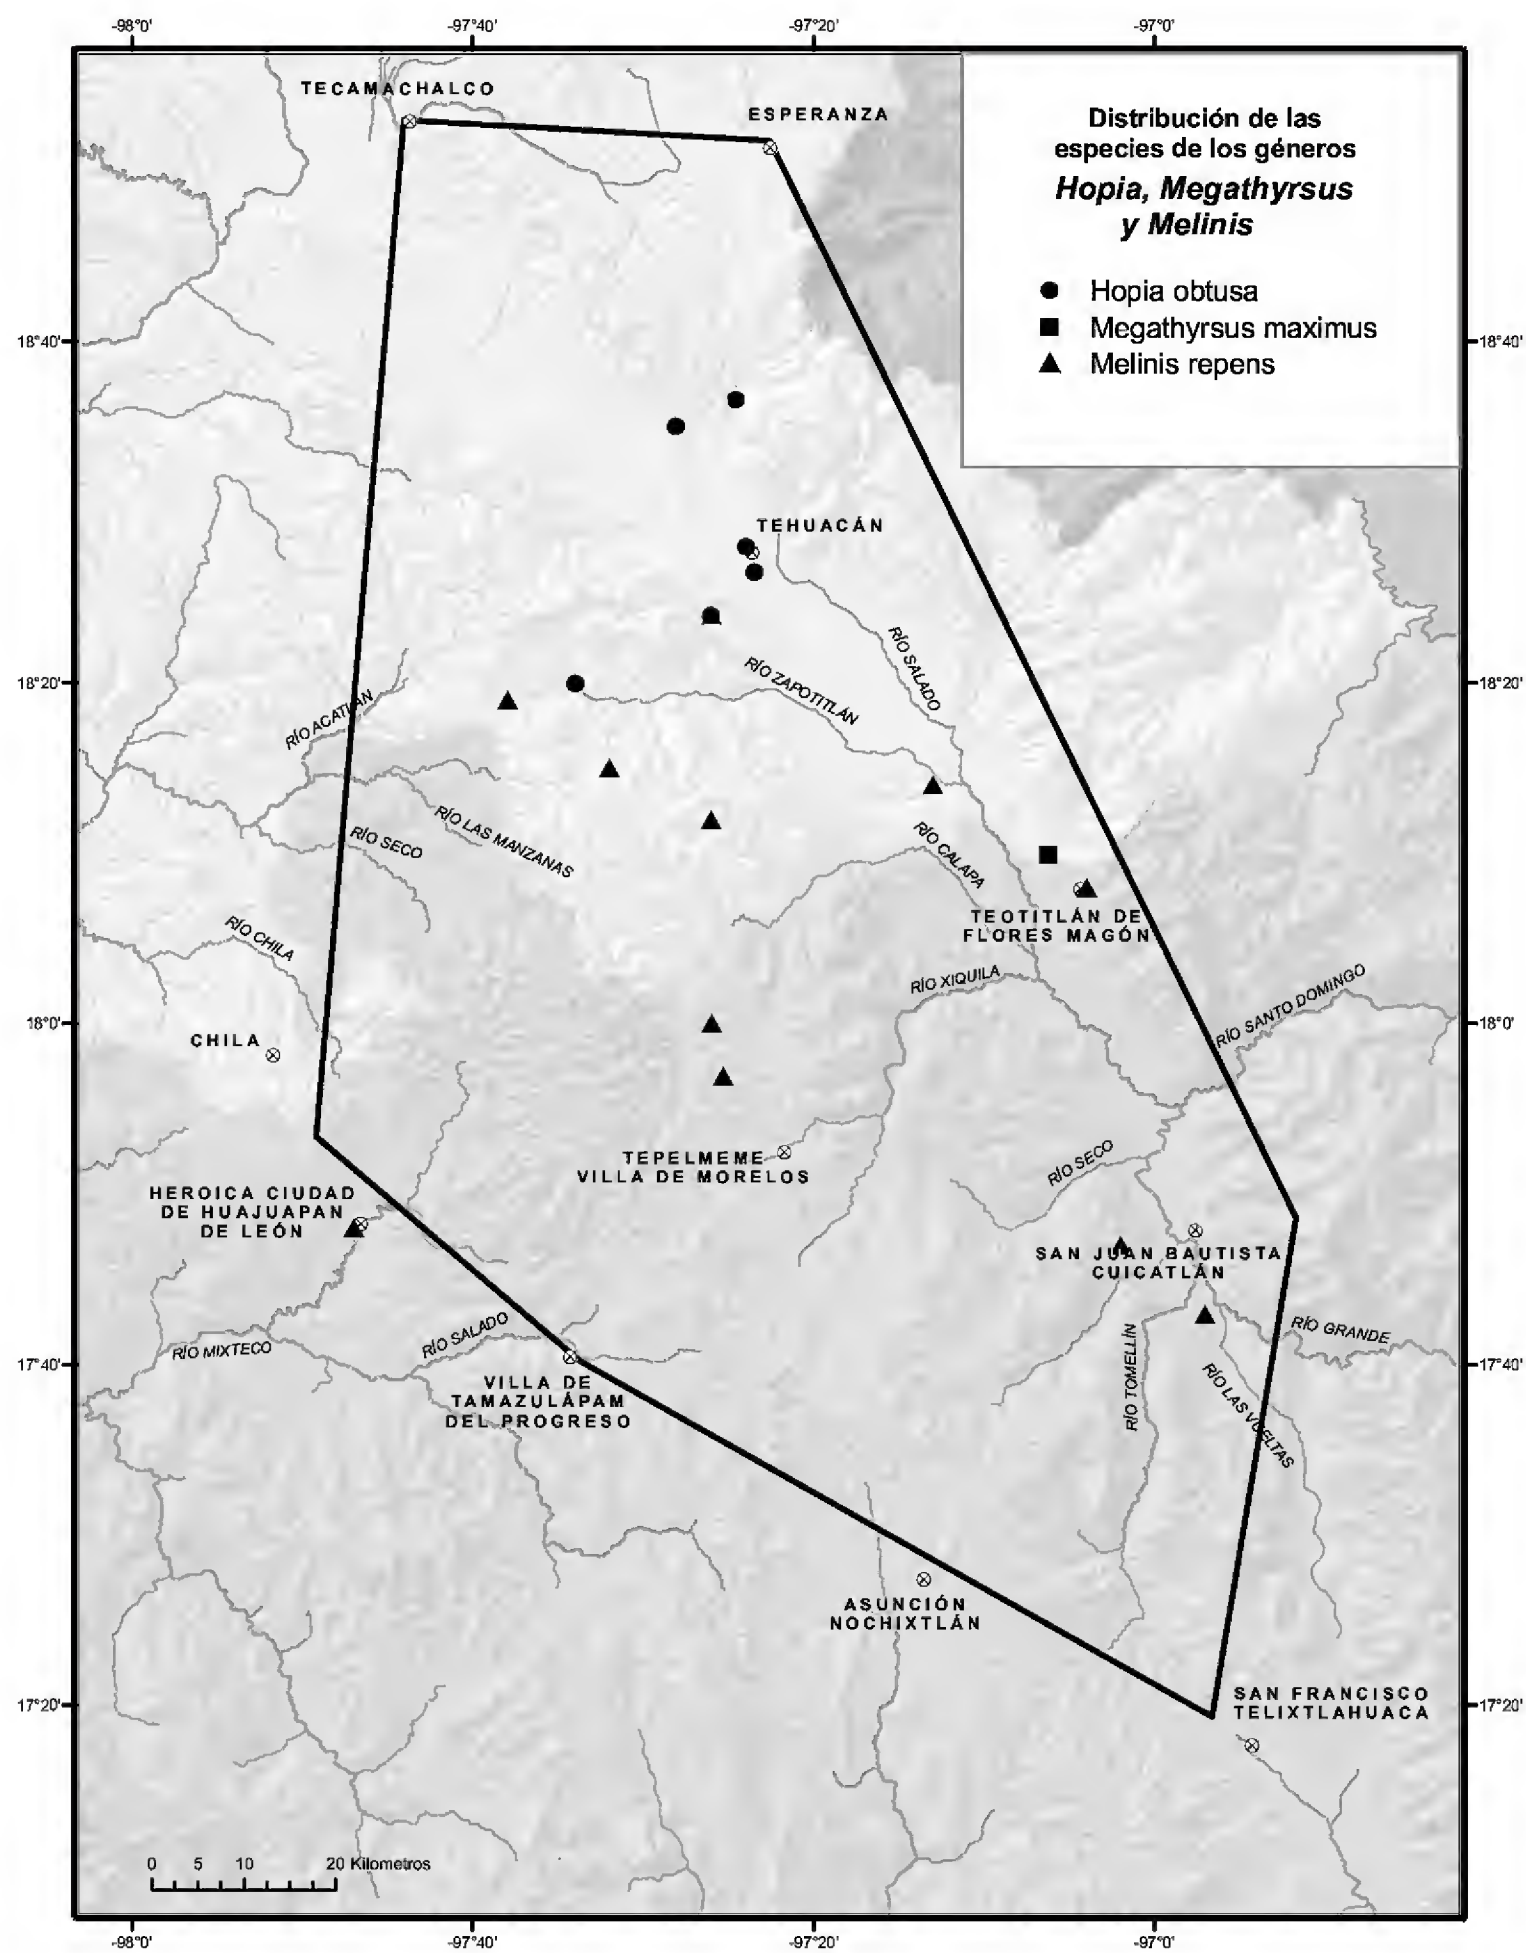 -98°0'
-97°40'
-97°20'
-97°0'
TECAMACHALCO
ESPERANZA
Distribución de las
especies de los géneros
Hopia, Megathyrsus
y Melinis
Hopia obtusa
Megathyrsus maximus
Melinis repens
18°40'
18°40'
TEHUACÁN
RÍO SALADO
RÍO ZAPOTITLÁN
18°20'
18°20'
RÍO ACATLÁN
RÍO LAS MANZANAS
RÍO SECO
RÍO CALAPA
TEOTITLÁN DE
FLORES MAGÓN
RÍO CHILA
RÍO XIQUILA
RÍO SANTO DOMINGO
18°0'
18°0'
CHILA
TEPELMEME
VILLA DE MORELOS
RÍO SECO
HEROICA CIUDAD
DE HUAJUAPAN
DE LEÓN
SAN JUAN BAUTISTA
CUICATLÁN
RÍO SALADO
RÍO MIXTECO
RÍO GRANDE
RÍO TOMELLÍN
RÍO LAS VUELTAS
17°40'
17°40'
VILLA DE
TAMAZULÁPAM
DEL PROGRESO
ASUNCIÓN
NOCHIXTLÁN
SAN FRANCISCO
TELIXTLAHUACA
17°20'
17°20'
0 5 10 20 Kilometros
-98°0'
-97°40'
-97°20'
-97°0'